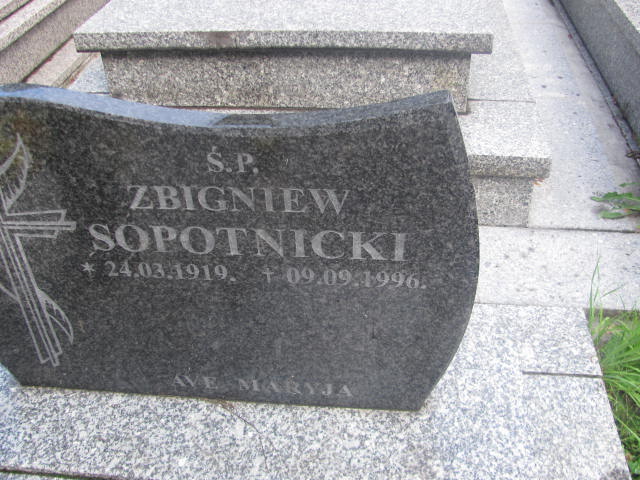 Ś.P.
ZBIGNIEW
SOPOTNICKI
* 24.03.1919. † 09.09.1996.
AVE MARYJA